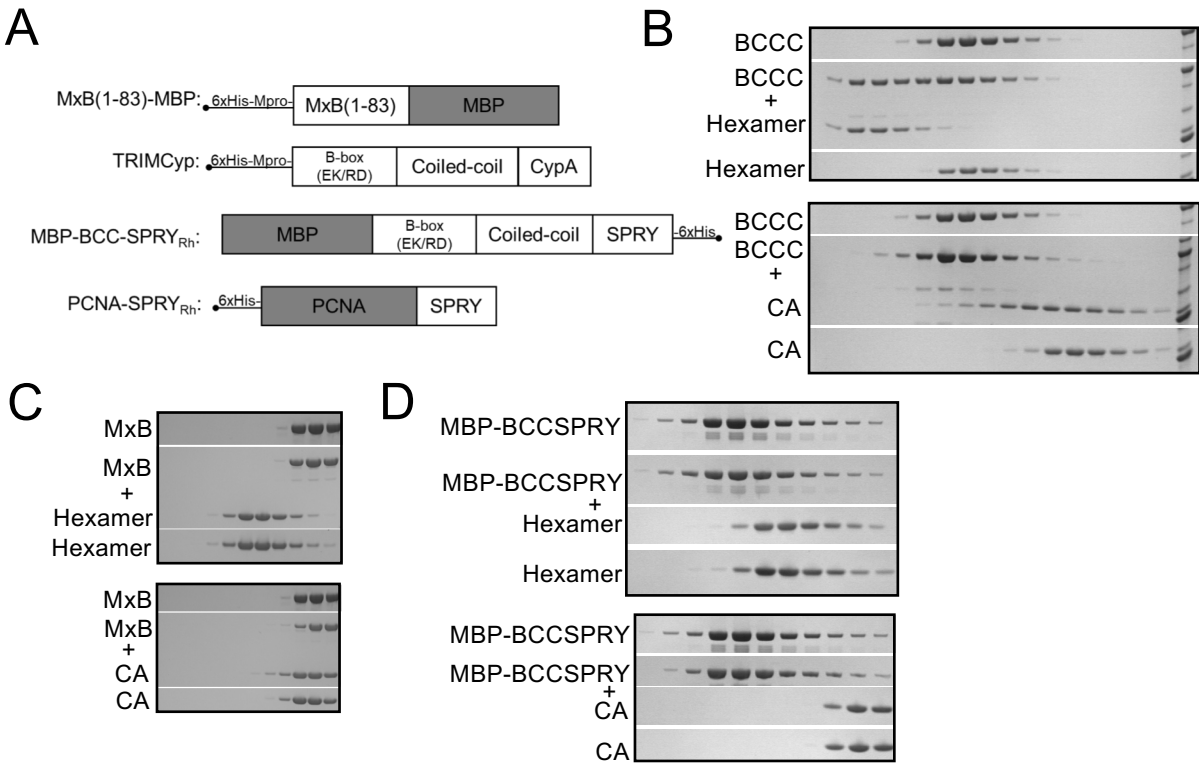 A
MxB(1-83)-MBP:
6xHis-Mpro-
MxB(1-83)
MBP
TRIMCyp:
6xHis-Mpro-
B-box
(EK/RD)
Coiled-coil
CypA
MBP-BCC-SPRYRh:
MBP
B-box
(EK/RD)
Coiled-coil
SPRY
-6xHis
PCNA-SPRYRh:
6xHis-
PCNA
SPRY
B
BCCC
BCCC
+
Hexamer
Hexamer
BCCC
BCCC
+
CA
CA
C
MxB
MxB
+
Hexamer
Hexamer
MxB
MxB
+
CA
CA
D
MBP-BCCSPRY
MBP-BCCSPRY
+
Hexamer
Hexamer
MBP-BCCSPRY
MBP-BCCSPRY
+
CA
CA